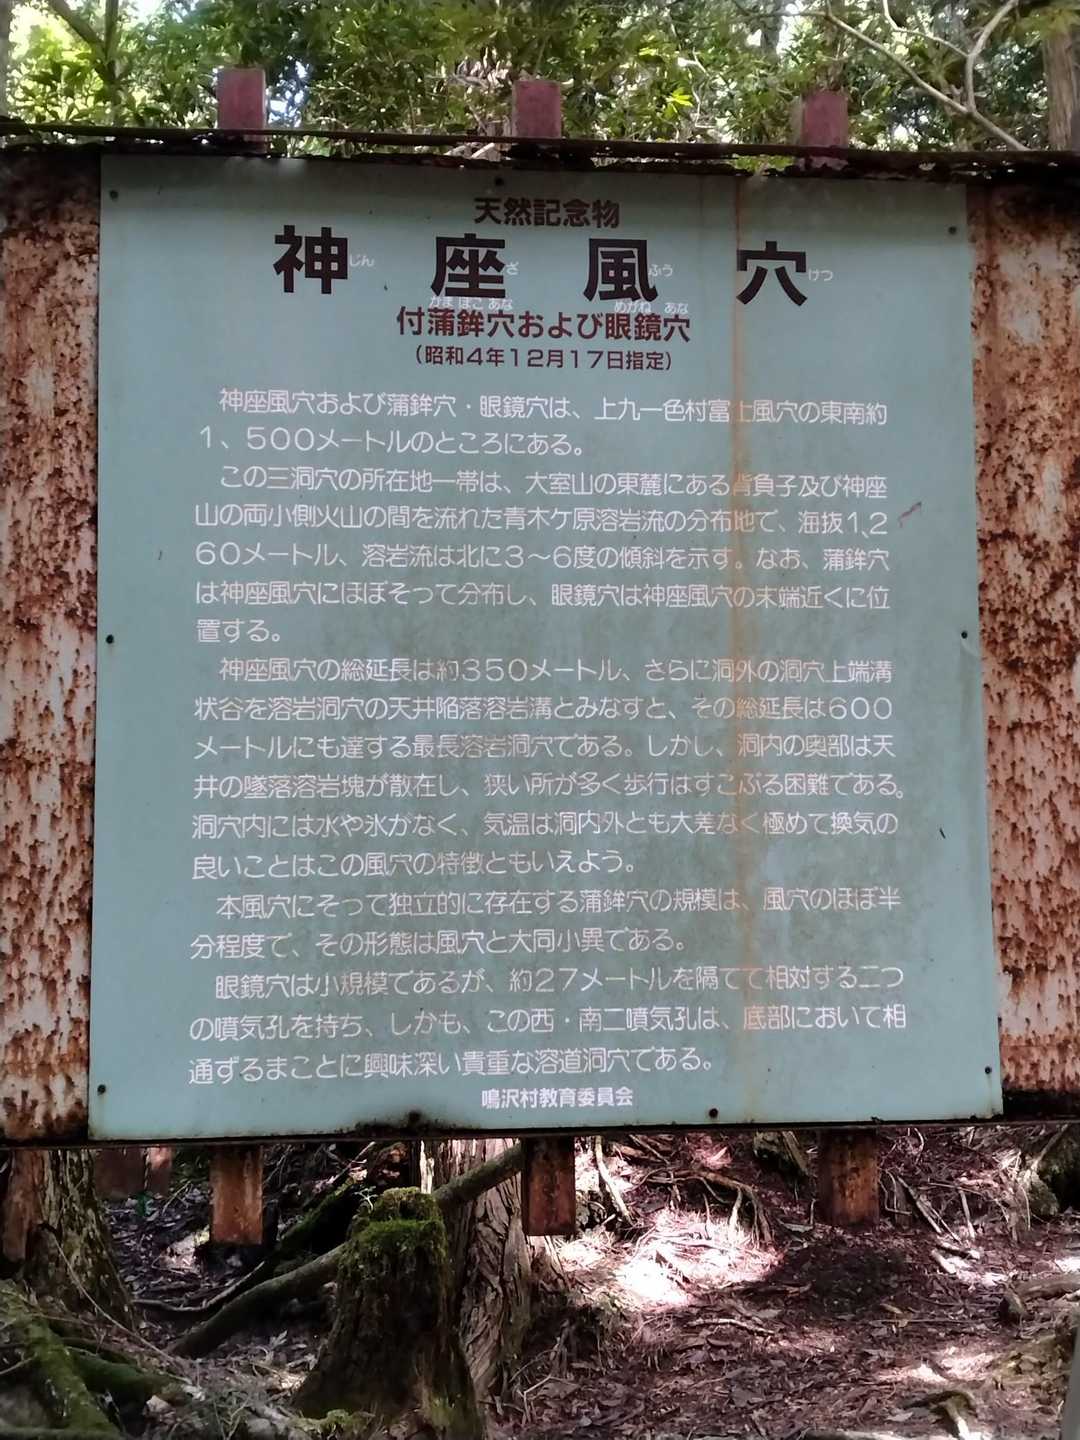 天然記念物
神座風穴
じん ざ ふう けつ
かま ぼこ あな めがね あな
付蒲鉾穴および眼鏡穴
（昭和4年12月17日指定）
神座風穴および蒲鉾穴・眼鏡穴は、上九一色村富士風穴の東南約
1、500メートルのところにある。
この三洞穴の所在地一帯は、大室山の東麓にある背負子及び神座
山の両小側火山の間を流れた青木ケ原溶岩流の分布地で、海抜1、2
60メートル、溶岩流は北に3～6度の傾斜を示す。なお、蒲鉾穴
は神座風穴にほぼそって分布し、眼鏡穴は神座風穴の末端近くに位
置する。
神座風穴の総延長は約350メートル、さらに洞外の洞穴上端溝
状谷を溶岩洞穴の天井陥落溶岩溝とみなすと、その総延長は600
メートルにも達する最長溶岩洞穴である。しかし、洞内の奥部は天
井の墜落溶岩塊が散在し、狭い所が多く歩行はすこぶる困難である。
洞穴内には水や氷がなく、気温は洞内外とも大差なく極めて換気の
良いことはこの風穴の特徴ともいえよう。
本風穴にそって独立的に存在する蒲鉾穴の規模は、風穴のほぼ半
分程度で、その形態は風穴と大同小異である。
眼鏡穴は小規模であるが、約27メートルを隔てて相対する二つ
の噴気孔を持ち、しかも、この西・南二噴気孔は、底部において相
通ずるまことに興味深い貴重な溶道洞穴である。
鳴沢村教育委員会